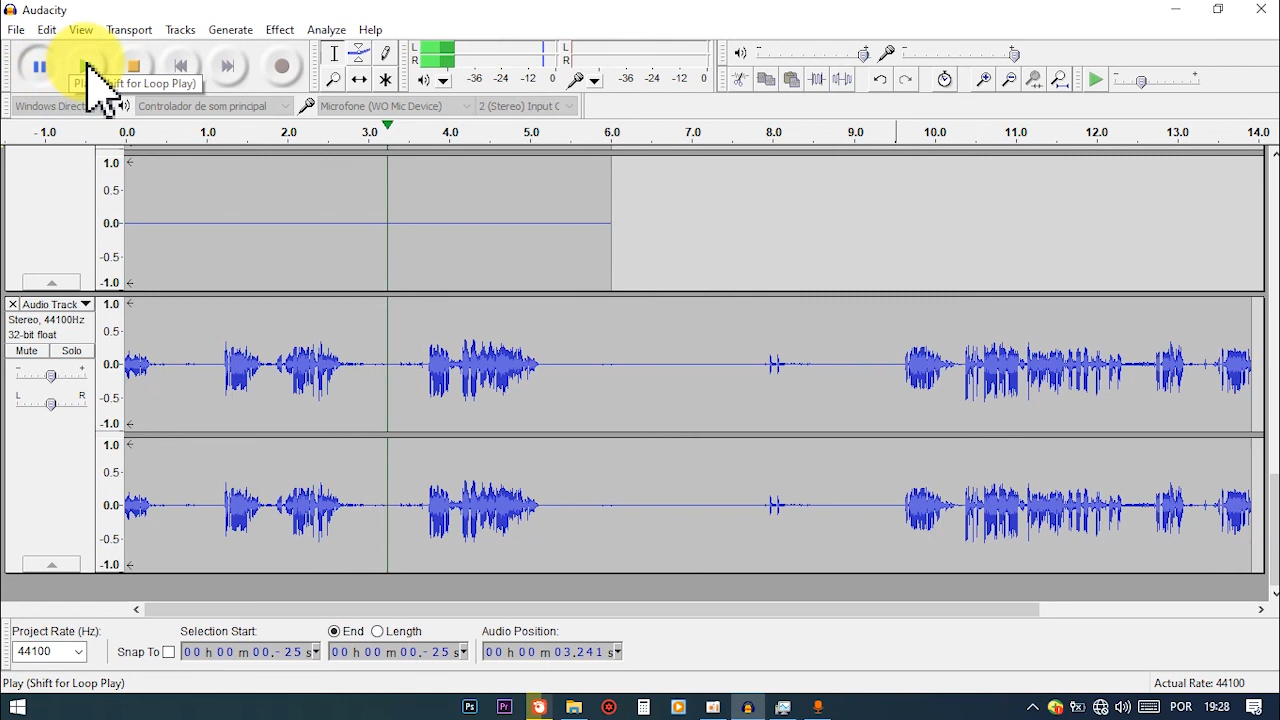 Audacity
File Edit View Transport Tracks Generate Effect Analyze Help
L R -36 -24 -12 0 L R -36 -24 -12 0
Play (Shift for Loop Play)
Controlador de som principal Microfone (WO Mic Device) 2 (Stereo) Input C
- 1.0 0.0 1.0 2.0 3.0 4.0 5.0 6.0 7.0 8.0 9.0 10.0 11.0 12.0 13.0 14.0
1.0
0.5
0.0
-0.5
-1.0
Audio Track 1.0
Stereo, 44100Hz
32-bit float 0.5
Mute Solo
- + 0.0
L R -0.5
-1.0
1.0
0.5
0.0
-0.5
-1.0
Project Rate (Hz): Selection Start: End Length Audio Position:
44100 Snap To 00 h 00 m 00.-25 s 00 h 00 m 00.-25 s 00 h 00 m 03.241 s
Play (Shift for Loop Play) Actual Rate: 44100
Ps Pr POR 19:28